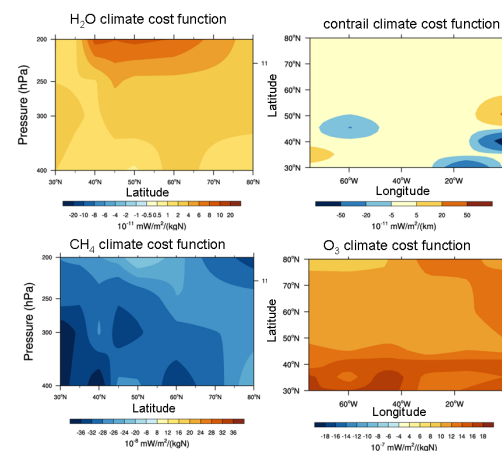 H2O climate cost function
contrail climate cost function
200
250
300
400
Pressure (hPa)
11
30°N 40°N 50°N 60°N 70°N
Latitude
-20 -10 -8 -6 -4 -2 -1 -0.5 0.5 1 2 4 6 8 10 20
10⁻¹¹ mW/m²/(kgN)
80°N
70°N
60°N
50°N
40°N
30°N
Latitude
60°W 40°W 20°W
Longitude
-50 -20 -5 5 20 50
10⁻¹¹ mW/m²/(km)
CH4 climate cost function
O3 climate cost function
200
250
300
400
Pressure (hPa)
11
30°N 40°N 50°N 60°N 70°N 80°N
Latitude
-36 -32 -28 -24 -20 -16 -12 -8 8 12 16 20 24 28 32 36
10⁻⁸ mW/m²/(kgN)
80°N
70°N
60°N
50°N
40°N
30°N
Latitude
60°W 40°W 20°W
Longitude
-18 -16 -14 -12 -10 -8 -6 -4 4 6 8 10 12 14 16 18
10⁻⁷ mW/m²/(kgN)